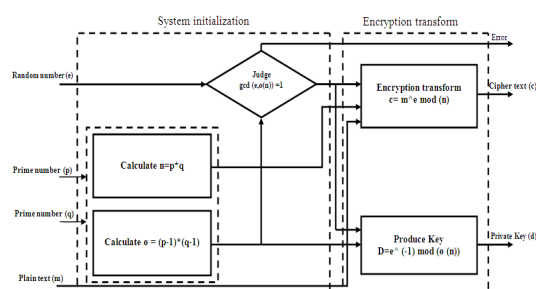 System initialization
Encryption transform
Error
Random number (e)
Judge
gcd (e,o(n)) =1
Encryption transform
c= m^e mod (n)
Cipher text (c)
Prime number (p)
Calculate n=p*q
Prime number (q)
Calculate o = (p-1)*(q-1)
Produce Key
D=e^ (-1) mod (o (n))
Private Key (d)
Plain text (m)